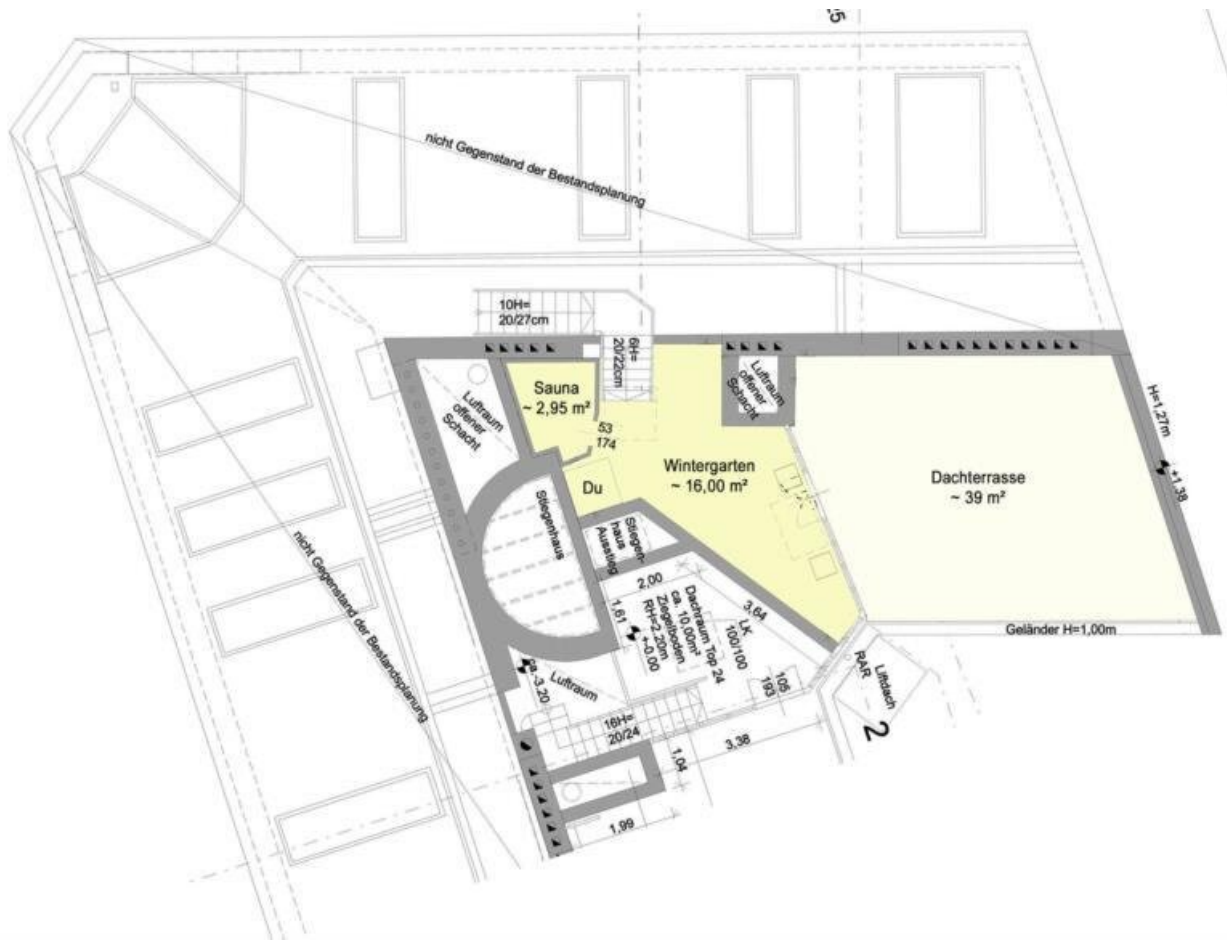 25
nicht Gegenstand der Bestandsplanung
10H=
20/27cm
6H=
20/22cm
Luftraum
offener
Schacht
Sauna
~ 2,95 m²
53
174
Luftraum
offener
Schacht
H=1,27m
+1.38
Wintergarten
~ 16,00 m²
Dachterrasse
~ 39 m²
Du
Stiegenhaus
Stiegen-
haus
Ausstieg
nicht Gegenstand der Bestandsplanung
2,00
3,64
1,61
Dachraum Top 24
ca. 10,00m²
Ziegelboden
RH=2.20m
+-0.00
LK
100/100
Geländer H=1,00m
RAR
Liftdach
2
ca.-3.20
Luftraum
105
193
16H=
20/24
3,38
1,04
1,99